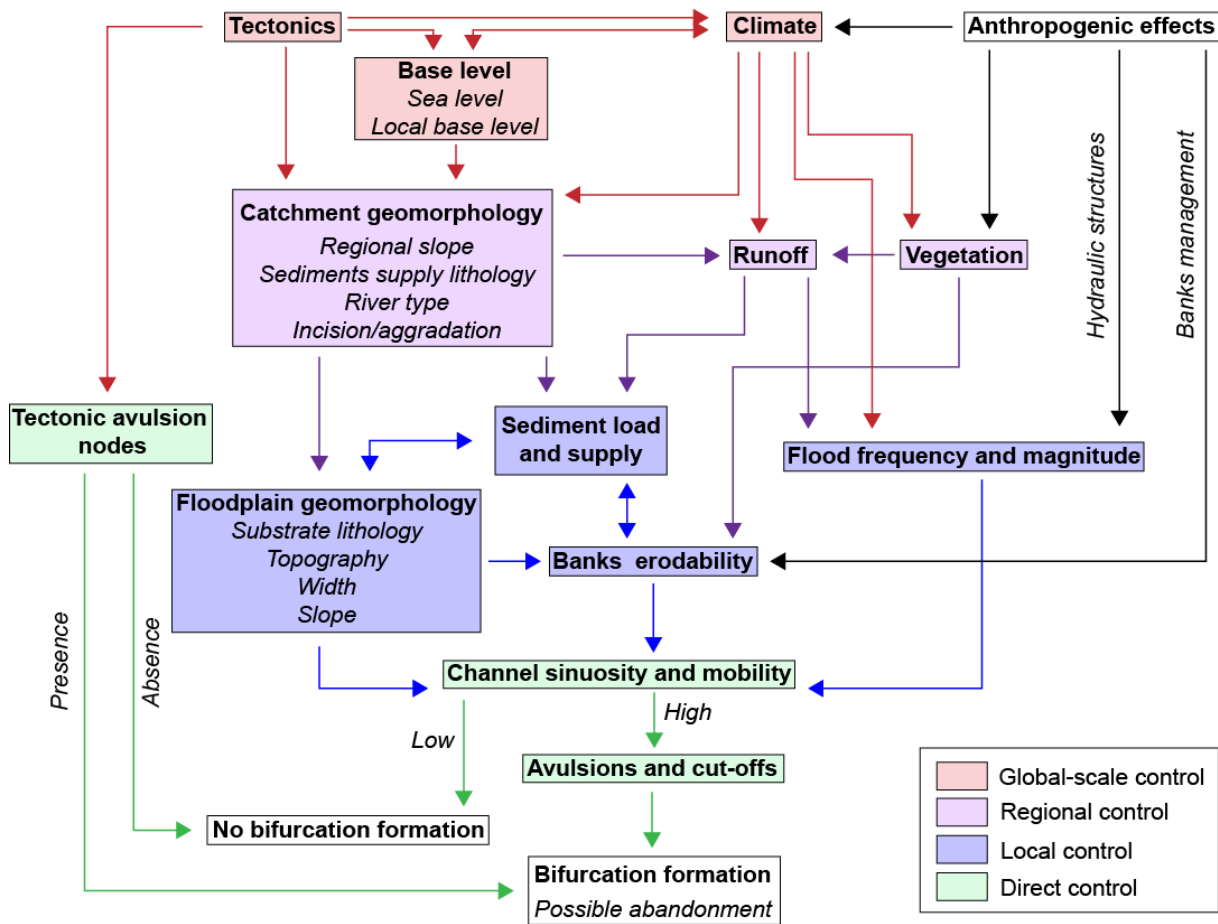 Tectonics
Climate
Anthropogenic effects
Base level
Sea level
Local base level
Catchment geomorphology
Regional slope
Sediments supply lithology
River type
Incision/aggradation
Runoff
Vegetation
Hydraulic structures
Banks management
Tectonic avulsion
nodes
Sediment load
and supply
Flood frequency and magnitude
Floodplain geomorphology
Substrate lithology
Topography
Width
Slope
Banks erodability
Presence
Absence
Channel sinuosity and mobility
Low
High
Avulsions and cut-offs
No bifurcation formation
Bifurcation formation
Possible abandonment
Global-scale control
Regional control
Local control
Direct control